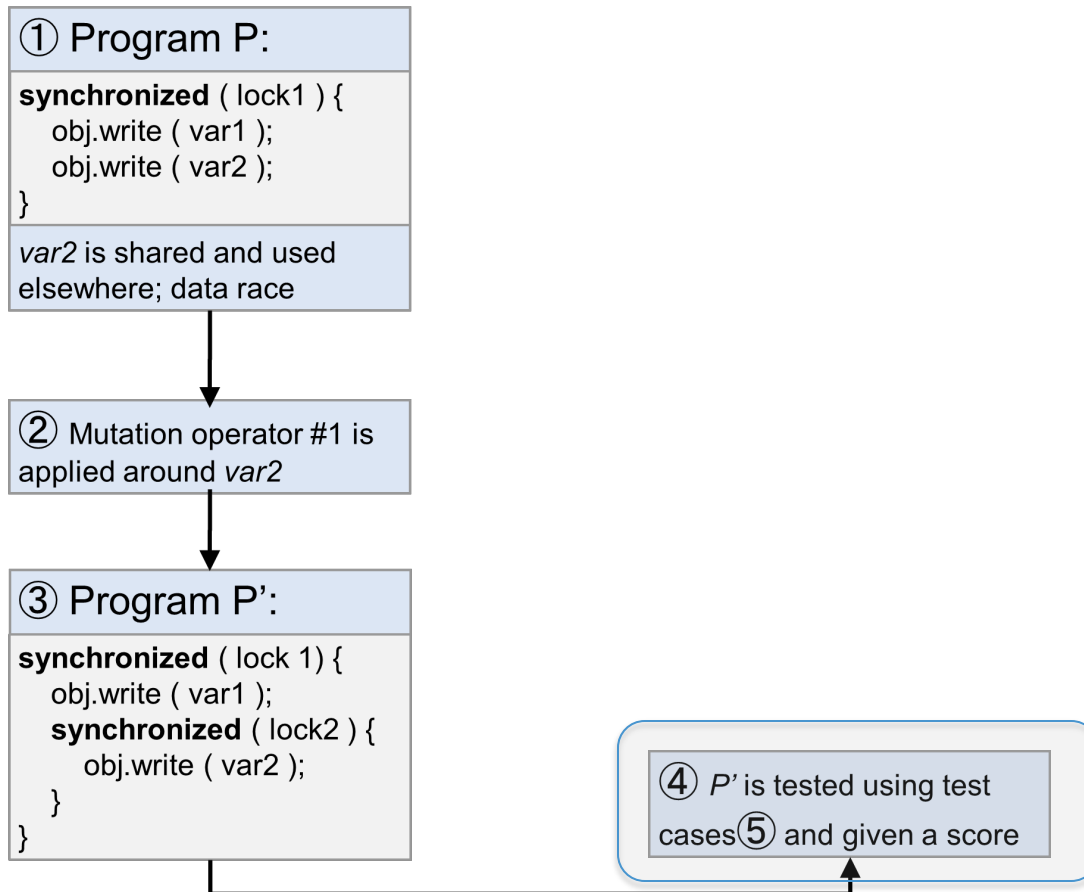 ① Program P:
synchronized ( lock1 ) {
obj.write ( var1 );
obj.write ( var2 );
}
var2 is shared and used
elsewhere; data race
② Mutation operator #1 is
applied around var2
③ Program P’:
synchronized ( lock 1) {
obj.write ( var1 );
synchronized ( lock2 ) {
obj.write ( var2 );
}
}
④ P’ is tested using test
cases⑤ and given a score